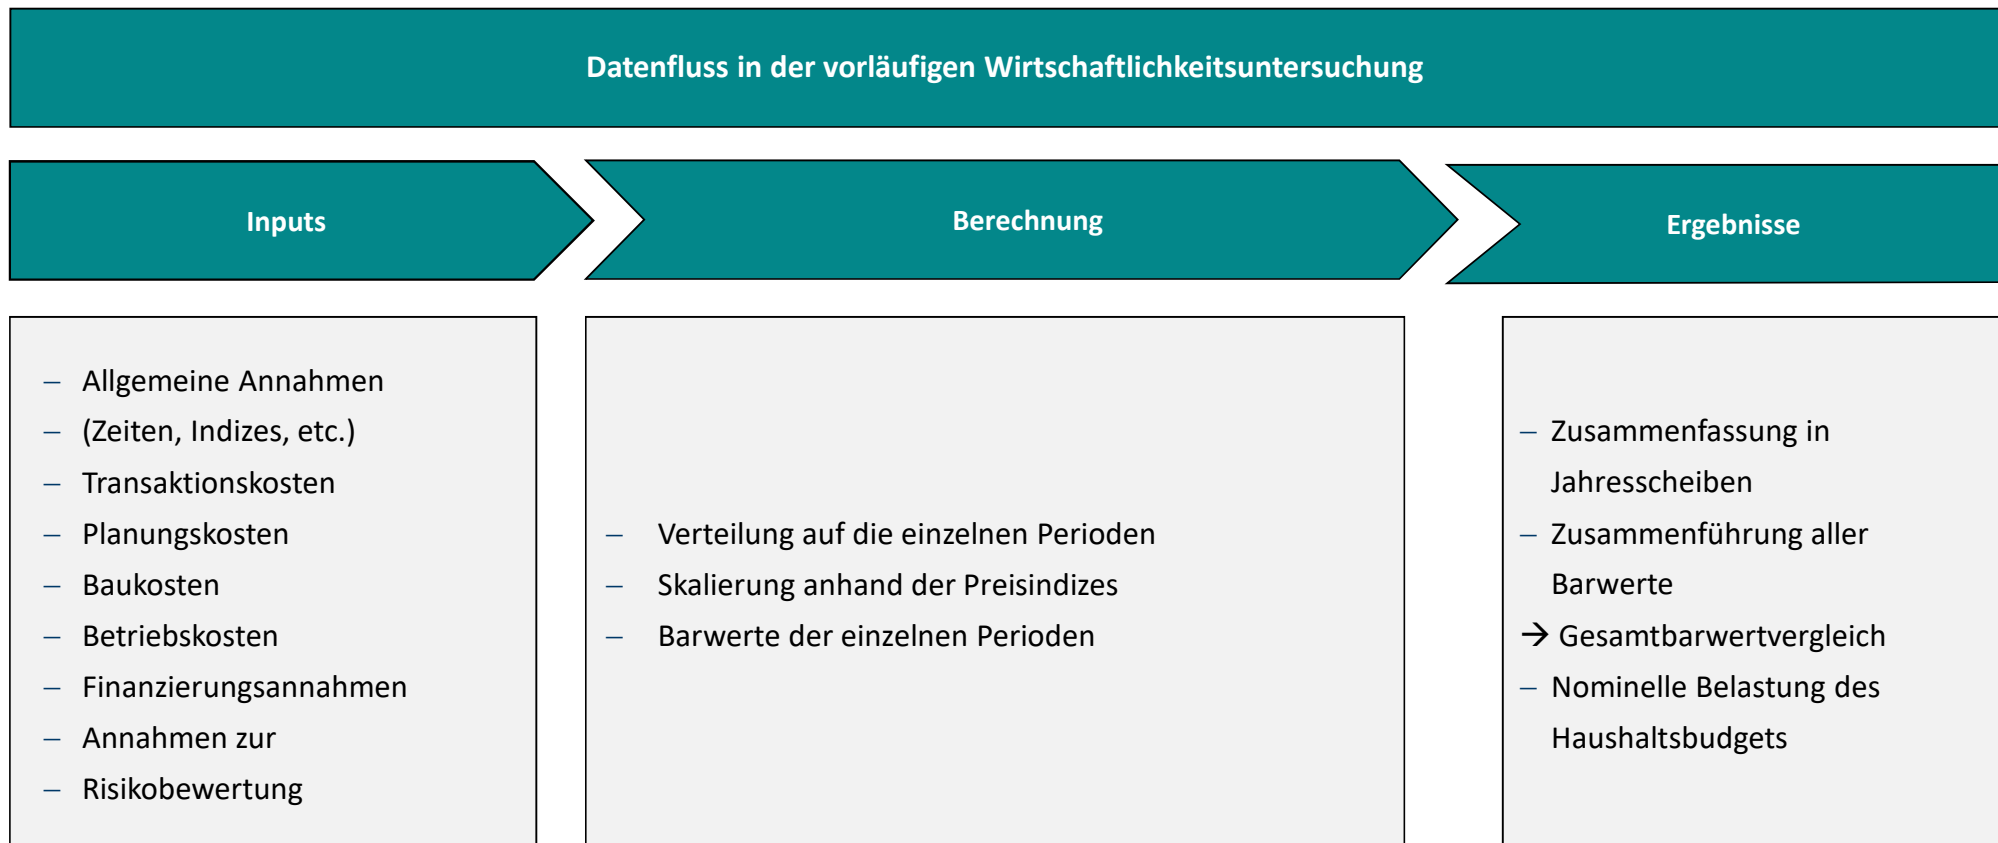 Datenfluss in der vorläufigen Wirtschaftlichkeitsuntersuchung
Inputs
Berechnung
Ergebnisse
– Allgemeine Annahmen
– (Zeiten, Indizes, etc.)
– Transaktionskosten
– Planungskosten
– Baukosten
– Betriebskosten
– Finanzierungsannahmen
– Annahmen zur
– Risikobewertung
– Verteilung auf die einzelnen Perioden
– Skalierung anhand der Preisindizes
– Barwerte der einzelnen Perioden
– Zusammenfassung in
Jahresscheiben
– Zusammenführung aller
Barwerte
→ Gesamtbarwertvergleich
– Nominelle Belastung des
Haushaltsbudgets